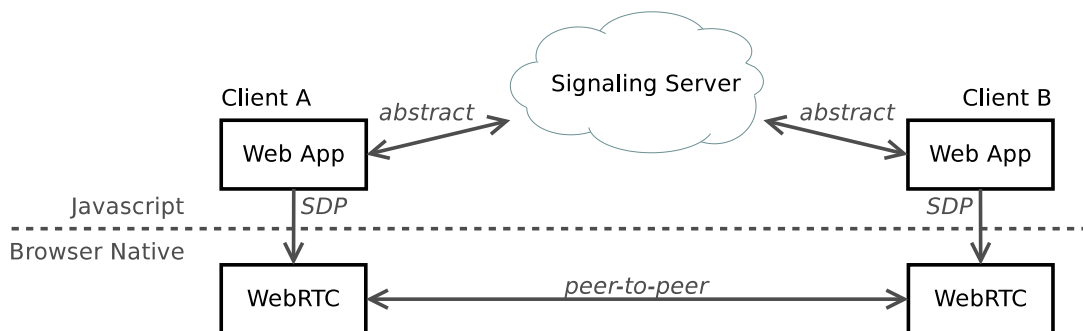 Signaling Server
Client A
Client B
abstract
abstract
Web App
Web App
Javascript
SDP
SDP
Browser Native
WebRTC
peer-to-peer
WebRTC